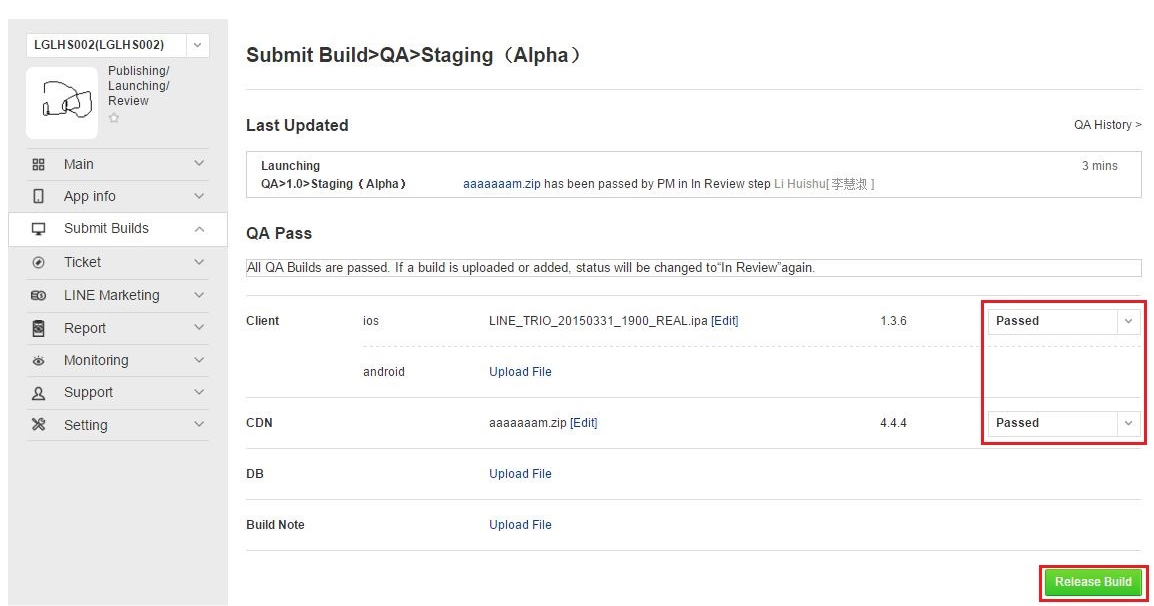 LGLHS002(LGLHS002)
Publishing/
Launching/
Review
Main
App info
Submit Builds
Ticket
LINE Marketing
Report
Monitoring
Support
Setting
Submit Build>QA>Staging（Alpha）
Last Updated
QA History >
Launching
3 mins
QA>1.0>Staging ( Alpha ) aaaaaaam.zip has been passed by PM in In Review step Li Huishu[ 李慧淑 ]
QA Pass
All QA Builds are passed. If a build is uploaded or added, status will be changed to“In Review”again.
Client ios LINE_TRIO_20150331_1900_REAL.ipa [Edit] 1.3.6 Passed
android Upload File
CDN aaaaaaam.zip [Edit] 4.4.4 Passed
DB Upload File
Build Note Upload File
Release Build